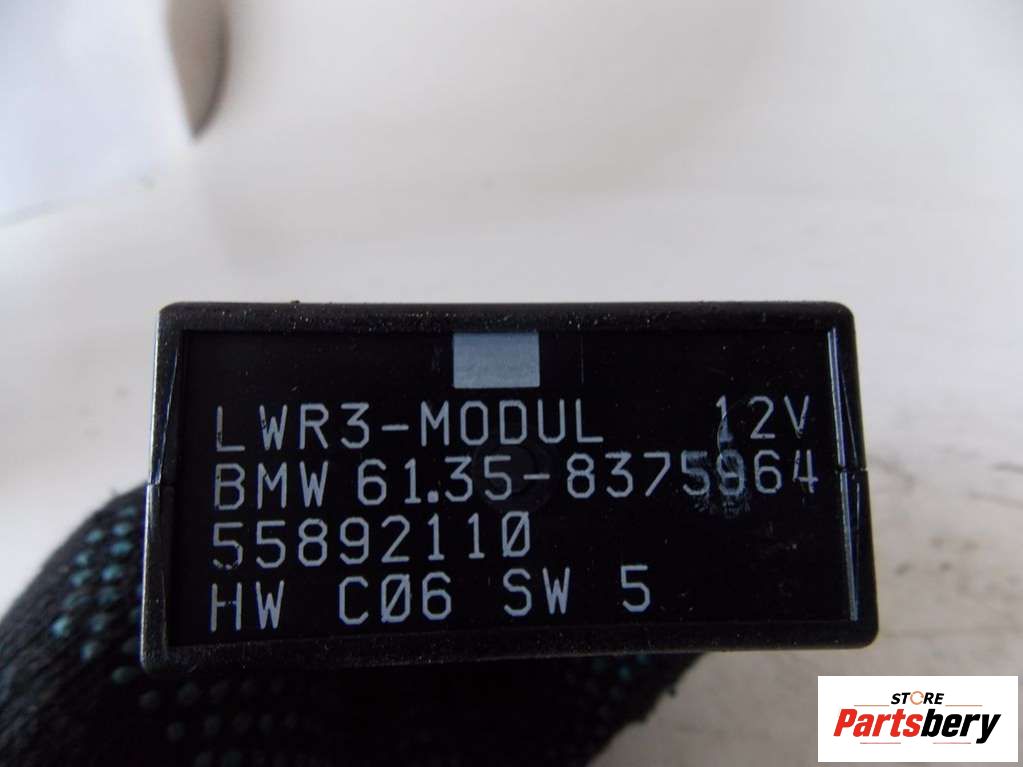 LWR3-MODUL 12V
BMW 61.35-8375964
55892110
HW C06 SW 5
STORE
Partsbery